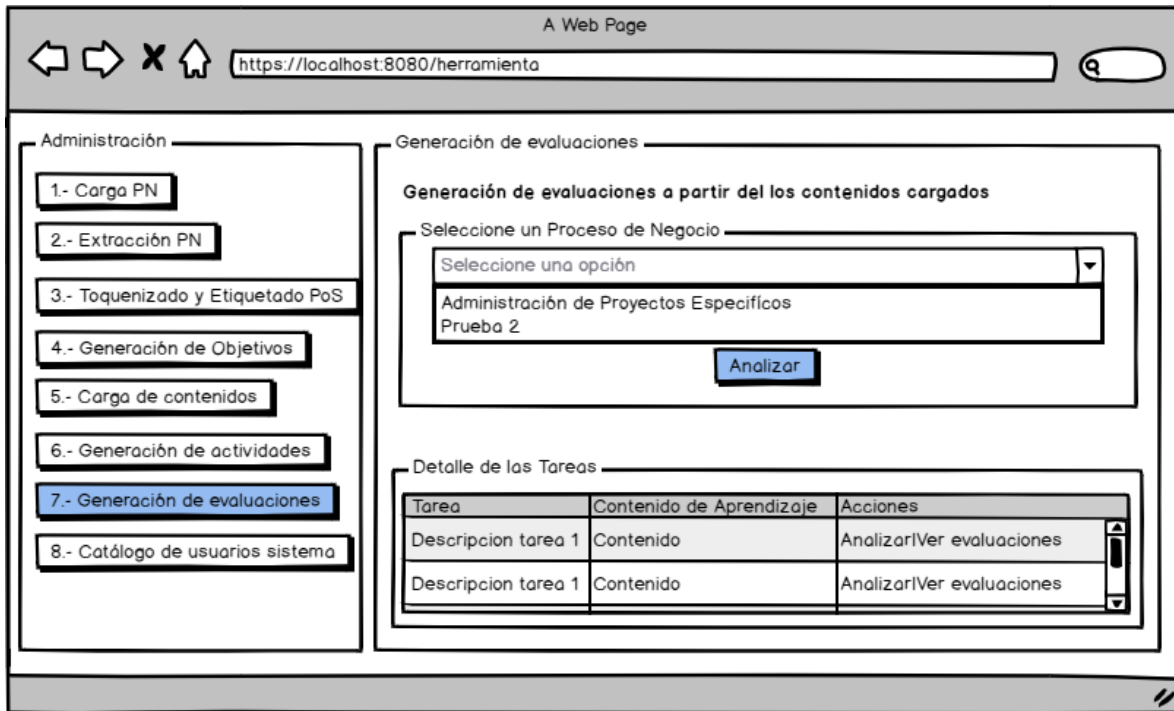 A Web Page
https://localhost:8080/herramienta
Administración
1.- Carga PN
2.- Extracción PN
3.- Toquenizado y Etiquetado PoS
4.- Generación de Objetivos
5.- Carga de contenidos
6.- Generación de actividades
7.- Generación de evaluaciones
8.- Catálogo de usuarios sistema
Generación de evaluaciones
Generación de evaluaciones a partir del los contenidos cargados
Seleccione un Proceso de Negocio
Seleccione una opción
Administración de Proyectos Especifícos
Prueba 2
Analizar
Detalle de las Tareas
Tarea Contenido de Aprendizaje Acciones
Descripcion tarea 1 Contenido Analizar|Ver evaluaciones
Descripcion tarea 1 Contenido Analizar|Ver evaluaciones